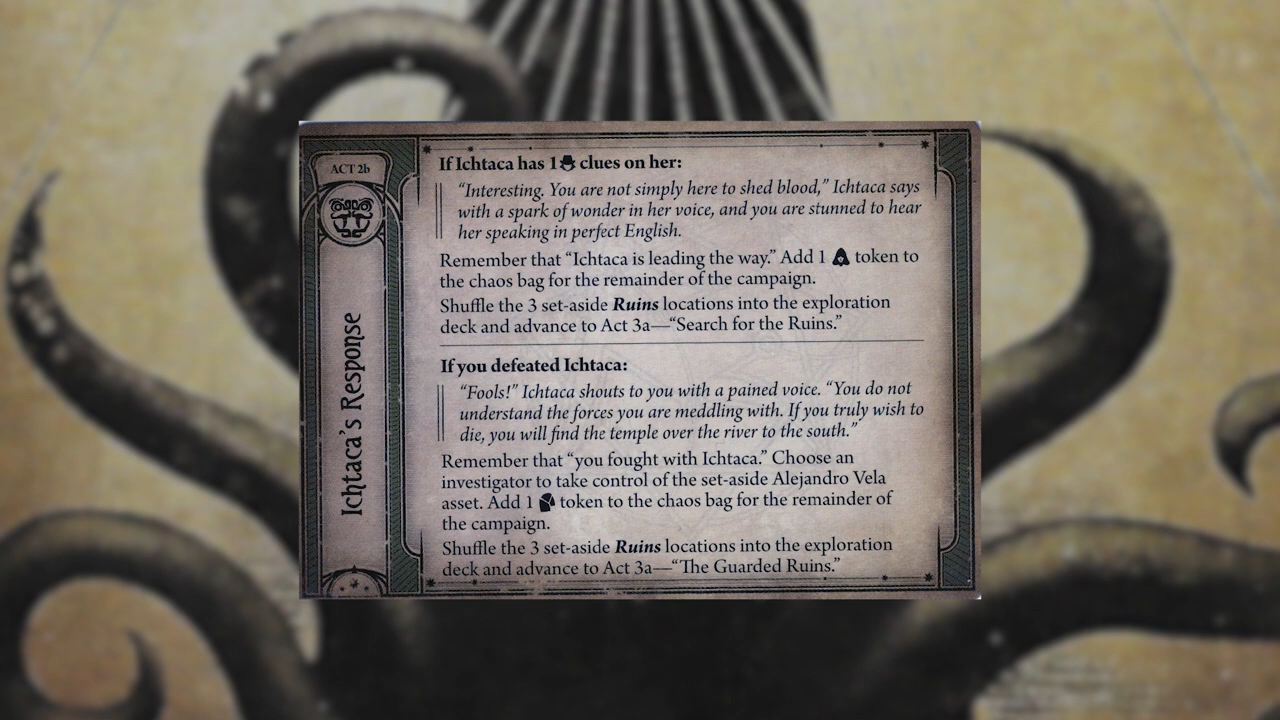 ACT 2b
Ichtaca's Response
If Ichtaca has 1 clues on her:
"Interesting. You are not simply here to shed blood," Ichtaca says
with a spark of wonder in her voice, and you are stunned to hear
her speaking in perfect English.
Remember that "Ichtaca is leading the way." Add 1 token to
the chaos bag for the remainder of the campaign.
Shuffle the 3 set-aside Ruins locations into the exploration
deck and advance to Act 3a—"Search for the Ruins."
If you defeated Ichtaca:
"Fools!" Ichtaca shouts to you with a pained voice. "You do not
understand the forces you are meddling with. If you truly wish to
die, you will find the temple over the river to the south."
Remember that "you fought with Ichtaca." Choose an
investigator to take control of the set-aside Alejandro Vela
asset. Add 1 token to the chaos bag for the remainder of
the campaign.
Shuffle the 3 set-aside Ruins locations into the exploration
deck and advance to Act 3a—"The Guarded Ruins."